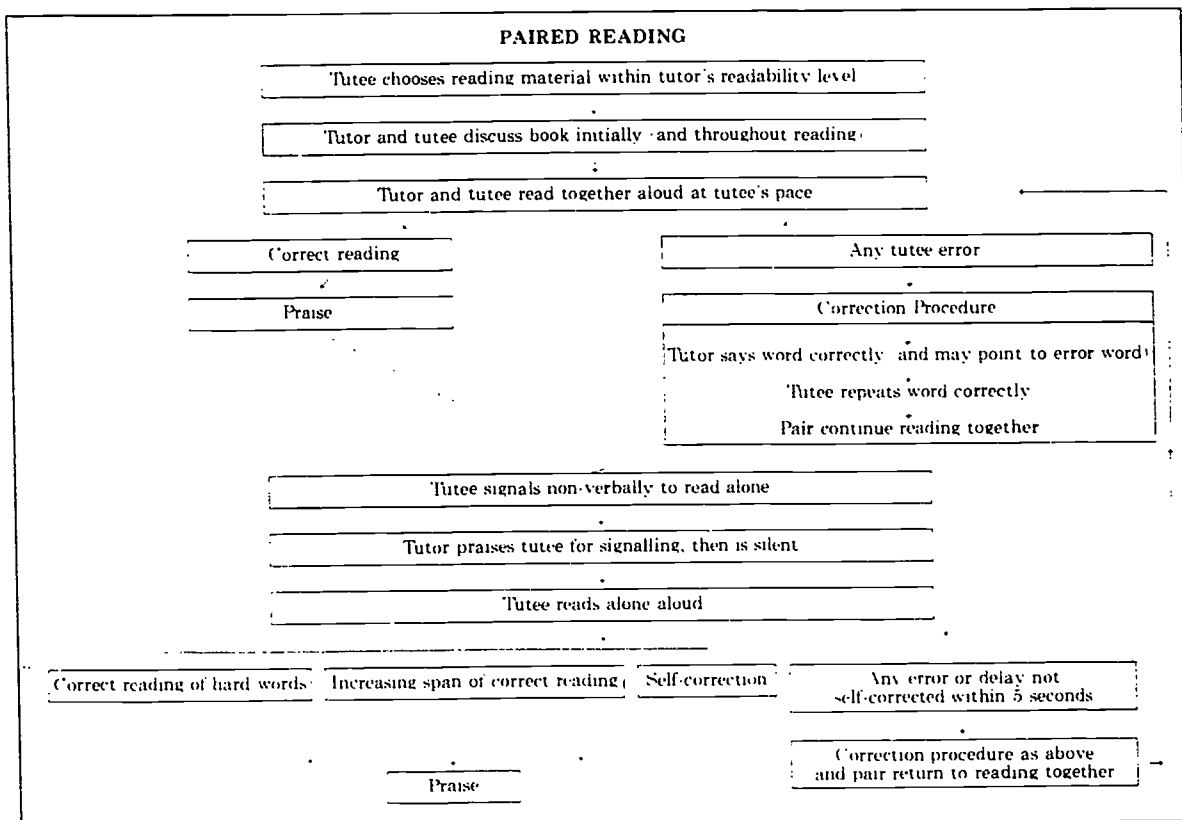 PAIRED READING
Tutee chooses reading material within tutor's readability level
Tutor and tutee discuss book initially (and throughout reading)
Tutor and tutee read together aloud at tutee's pace
Correct reading
Any tutee error
Praise
Correction Procedure
Tutor says word correctly (and may point to error word)
Tutee repeats word correctly
Pair continue reading together
Tutee signals non-verbally to read alone
Tutor praises tutee for signalling, then is silent
Tutee reads alone aloud
Correct reading of hard words
Increasing span of correct reading
Self-correction
Any error or delay not
self-corrected within 5 seconds
Correction procedure as above
and pair return to reading together
Praise